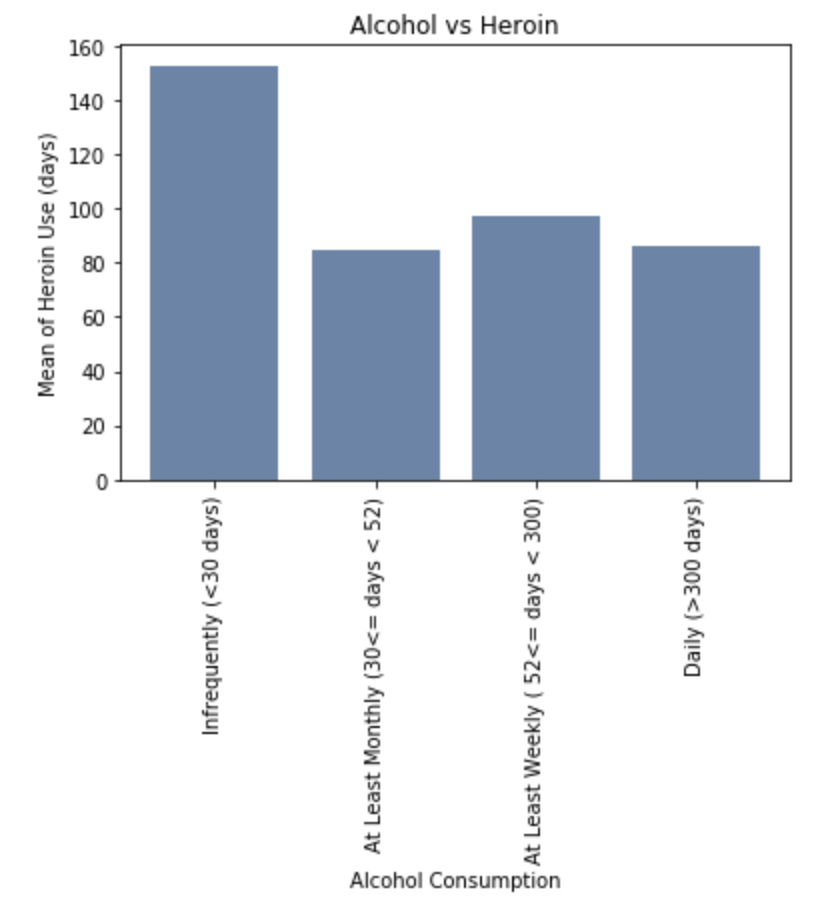 Alcohol vs Heroin
Mean of Heroin Use (days)
160
140
120
100
80
60
40
20
0
Infrequently (<30 days)
At Least Monthly (30<= days < 52)
At Least Weekly ( 52<= days < 300)
Daily (>300 days)
Alcohol Consumption